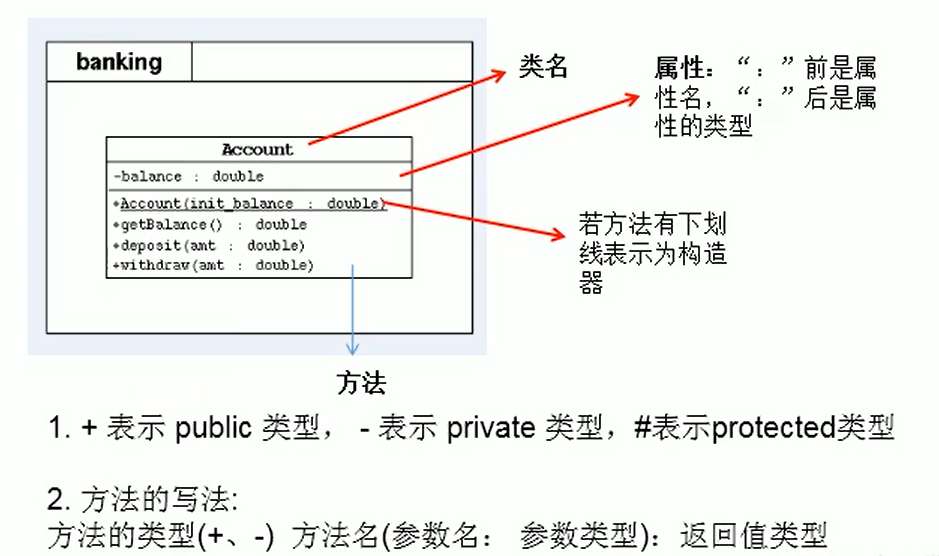 banking
类名
属性：“：”前是属
性名，“：”后是属
性的类型
Account
-balance : double
+Account(init_balance : double)
+getBalance() : double
+deposit(amt : double)
+withdraw(amt : double)
若方法有下划
线表示为构造
器
方法
1. + 表示 public 类型， - 表示 private 类型，#表示protected类型
2. 方法的写法:
方法的类型(+、-) 方法名(参数名： 参数类型)：返回值类型